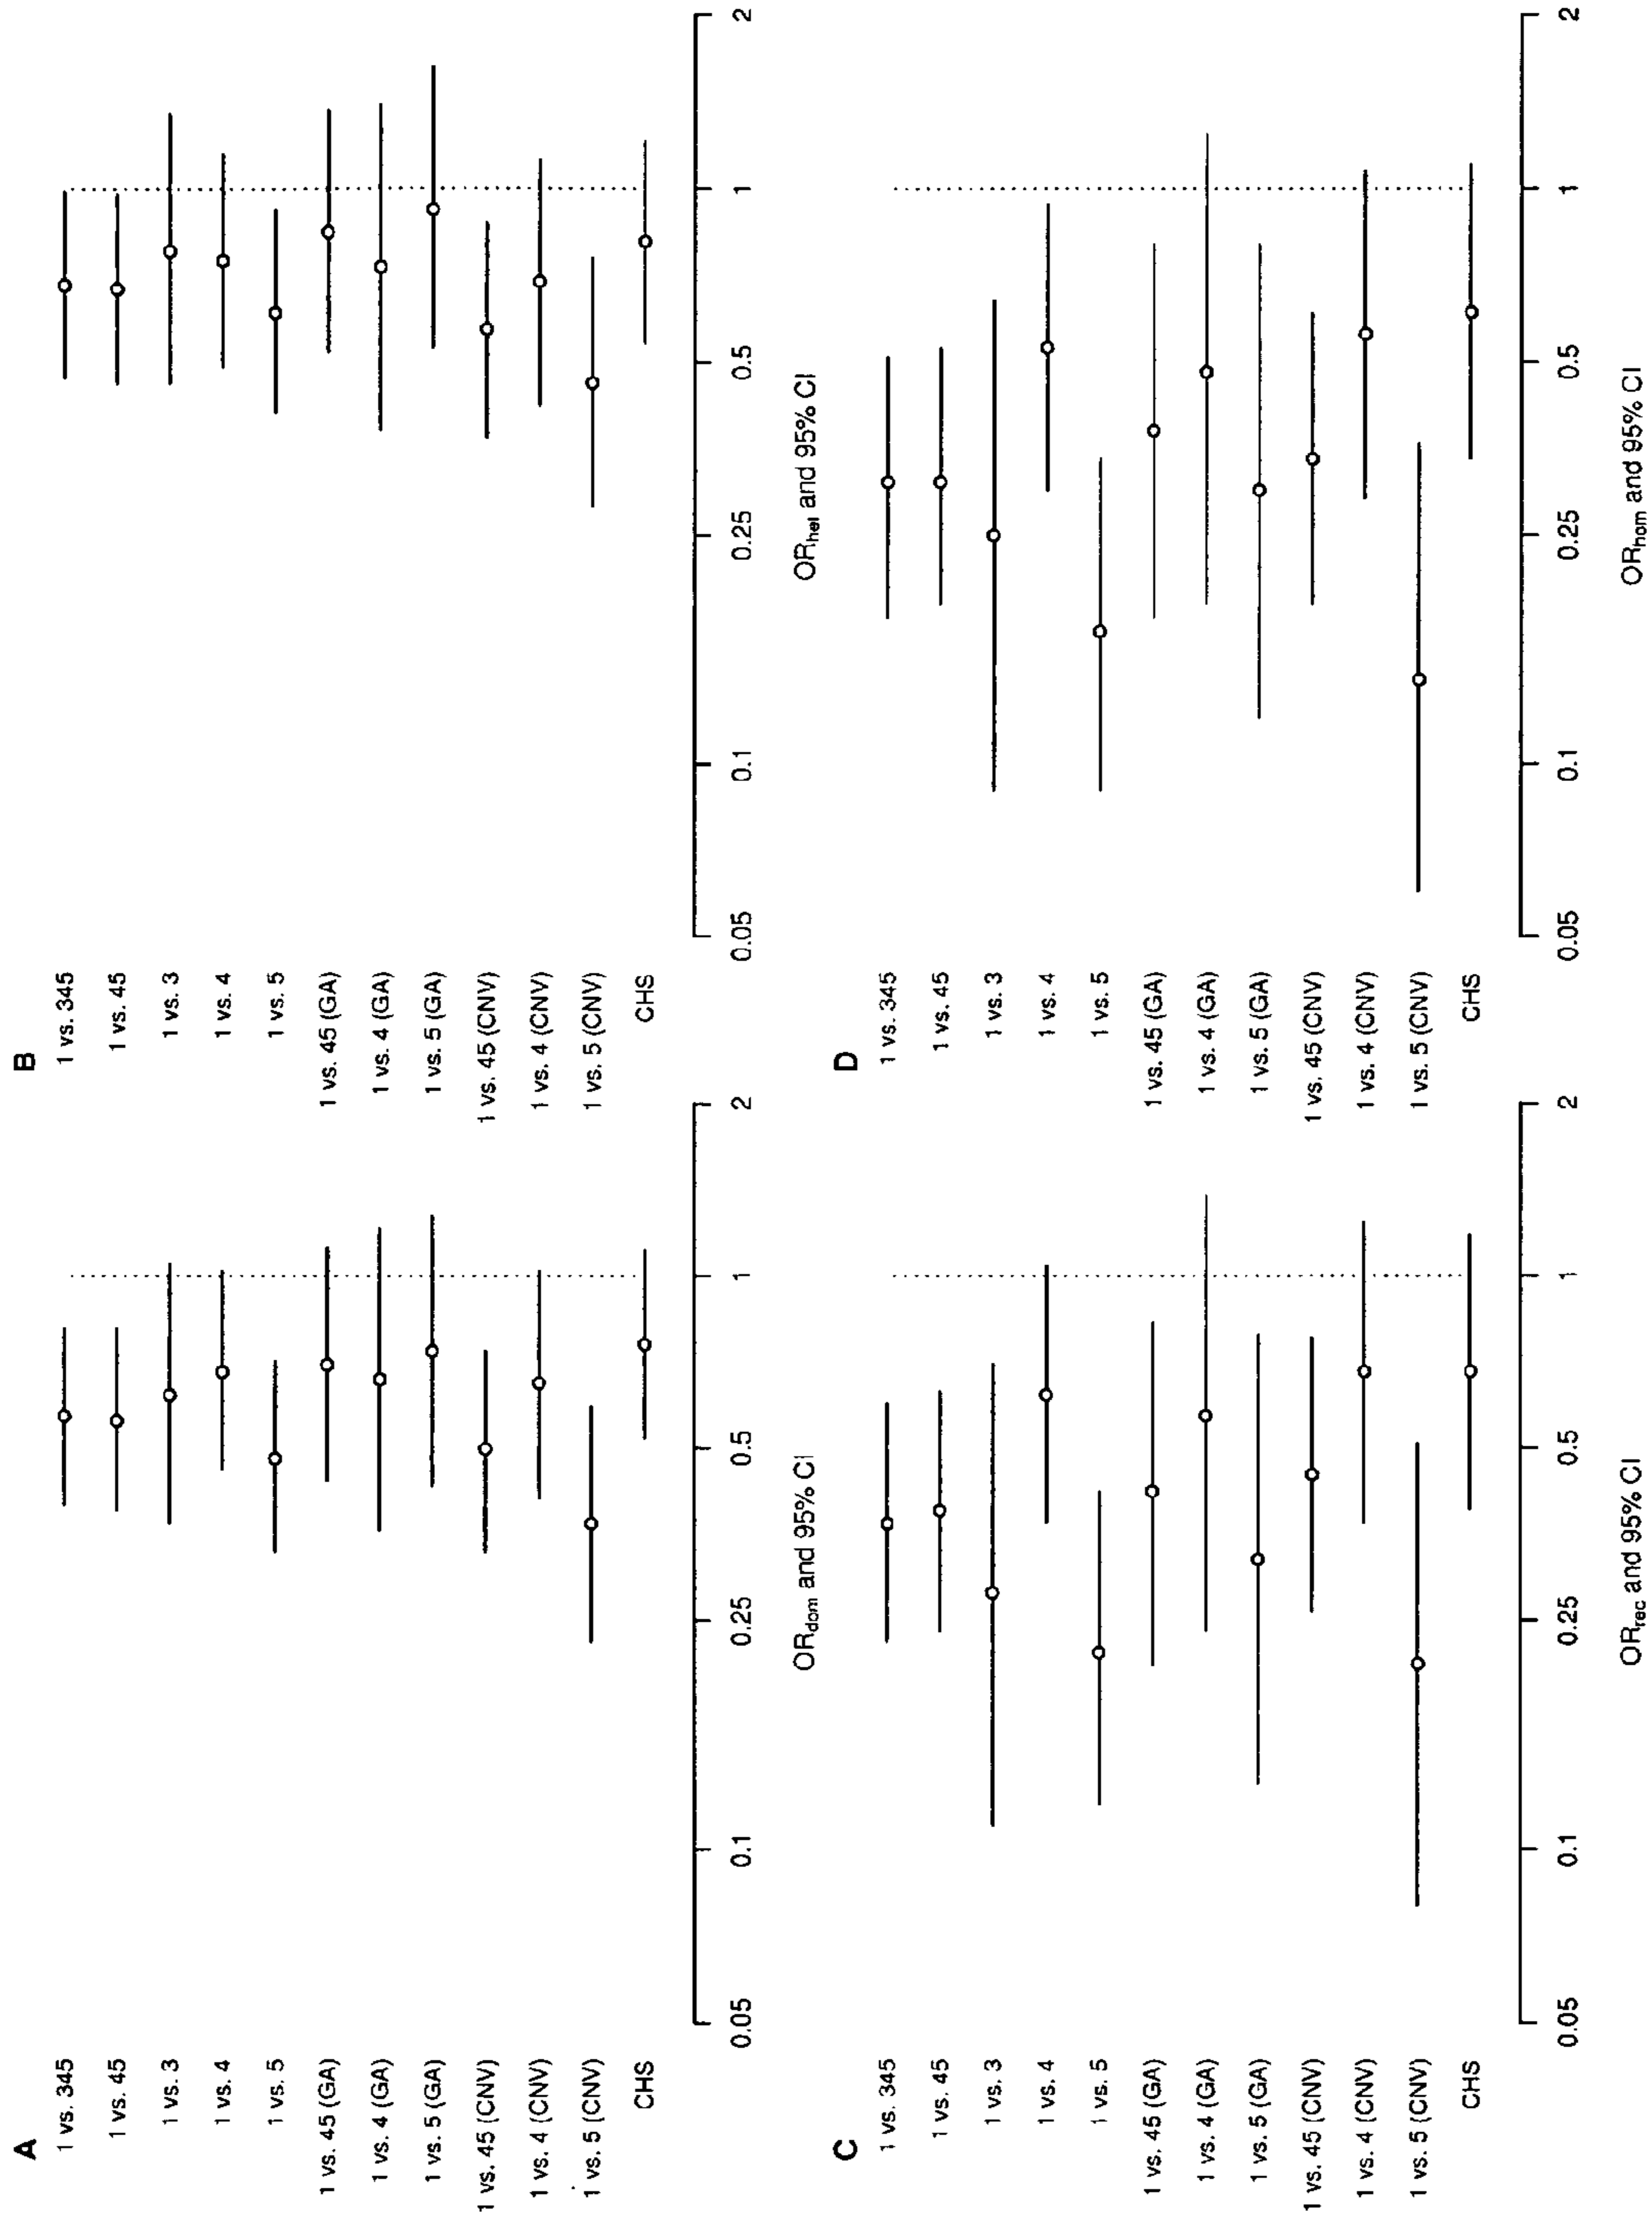 A
1 vs. 345
1 vs. 45
1 vs. 3
1 vs. 4
1 vs. 5
1 vs. 45 (GA)
1 vs. 4 (GA)
1 vs. 5 (GA)
1 vs. 45 (CNV)
1 vs. 4 (CNV)
1 vs. 5 (CNV)
CHS
0.05 0.1 0.25 0.5 1 2
ORdom and 95% CI
B
1 vs. 345
1 vs. 45
1 vs. 3
1 vs. 4
1 vs. 5
1 vs. 45 (GA)
1 vs. 4 (GA)
1 vs. 5 (GA)
1 vs. 45 (CNV)
1 vs. 4 (CNV)
1 vs. 5 (CNV)
CHS
0.05 0.1 0.25 0.5 1 2
ORhet and 95% CI
C
1 vs. 345
1 vs. 45
1 vs. 3
1 vs. 4
1 vs. 5
1 vs. 45 (GA)
1 vs. 4 (GA)
1 vs. 5 (GA)
1 vs. 45 (CNV)
1 vs. 4 (CNV)
1 vs. 5 (CNV)
CHS
0.05 0.1 0.25 0.5 1 2
ORrec and 95% CI
D
1 vs. 345
1 vs. 45
1 vs. 3
1 vs. 4
1 vs. 5
1 vs. 45 (GA)
1 vs. 4 (GA)
1 vs. 5 (GA)
1 vs. 45 (CNV)
1 vs. 4 (CNV)
1 vs. 5 (CNV)
CHS
0.05 0.1 0.25 0.5 1 2
ORhom and 95% CI